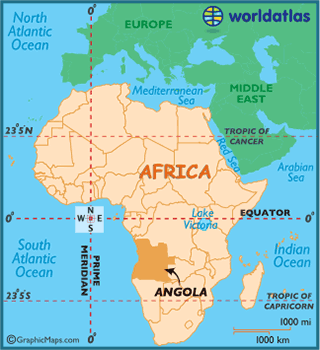 North
Atlantic
Ocean
0°
EUROPE
worldatlas
Mediterranean
Sea
MIDDLE
EAST
23°5 N
TROPIC OF
CANCER
Red Sea
AFRICA
Arabian
Sea
N
W E
S
0°
Lake
Victoria
EQUATOR
0°
South
Atlantic
Ocean
PRIME
MERIDIAN
Indian
Ocean
ANGOLA
23°5 S
TROPIC OF
CAPRICORN
1000 mi
1000 km
0°
©GraphicMaps.com